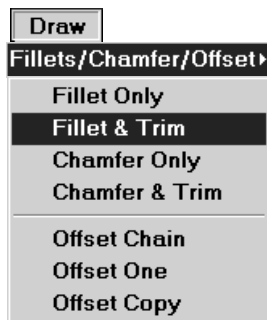 Draw
Fillets/Chamfer/Offset
Fillet Only
Fillet & Trim
Chamfer Only
Chamfer & Trim
Offset Chain
Offset One
Offset Copy